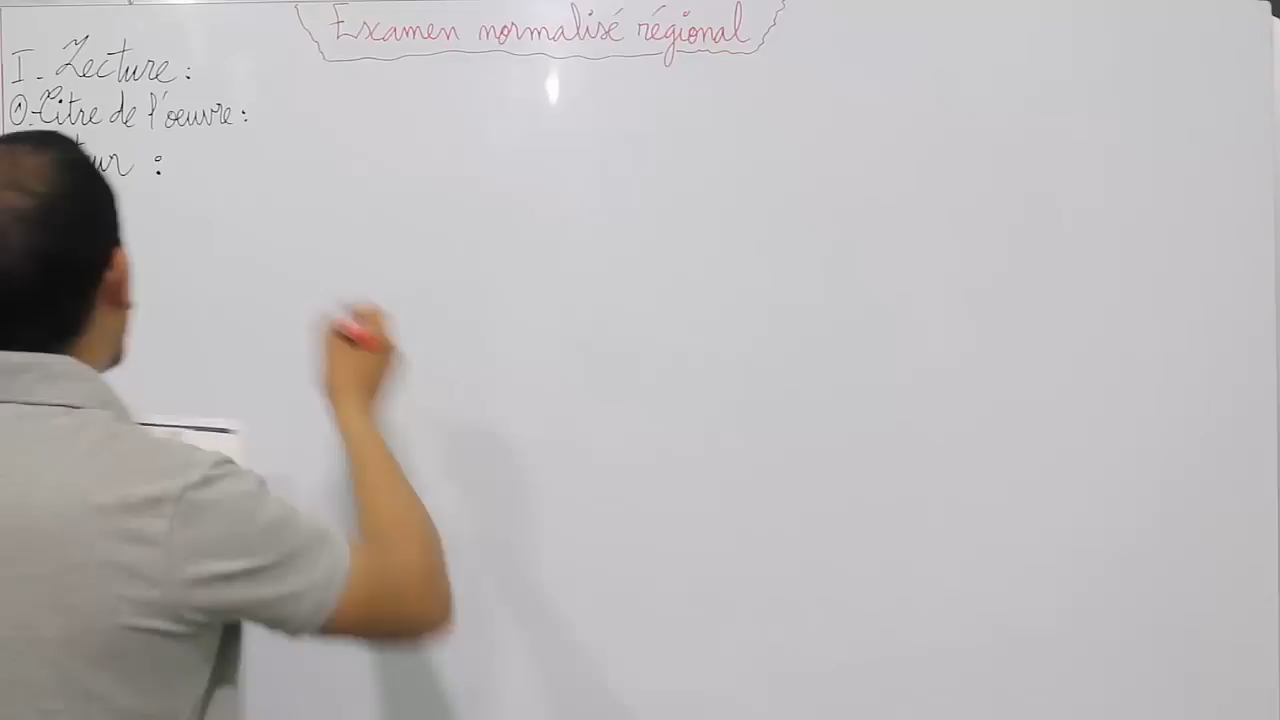 Examen normalisé régional
I. Lecture :
① Titre de l'oeuvre :
: